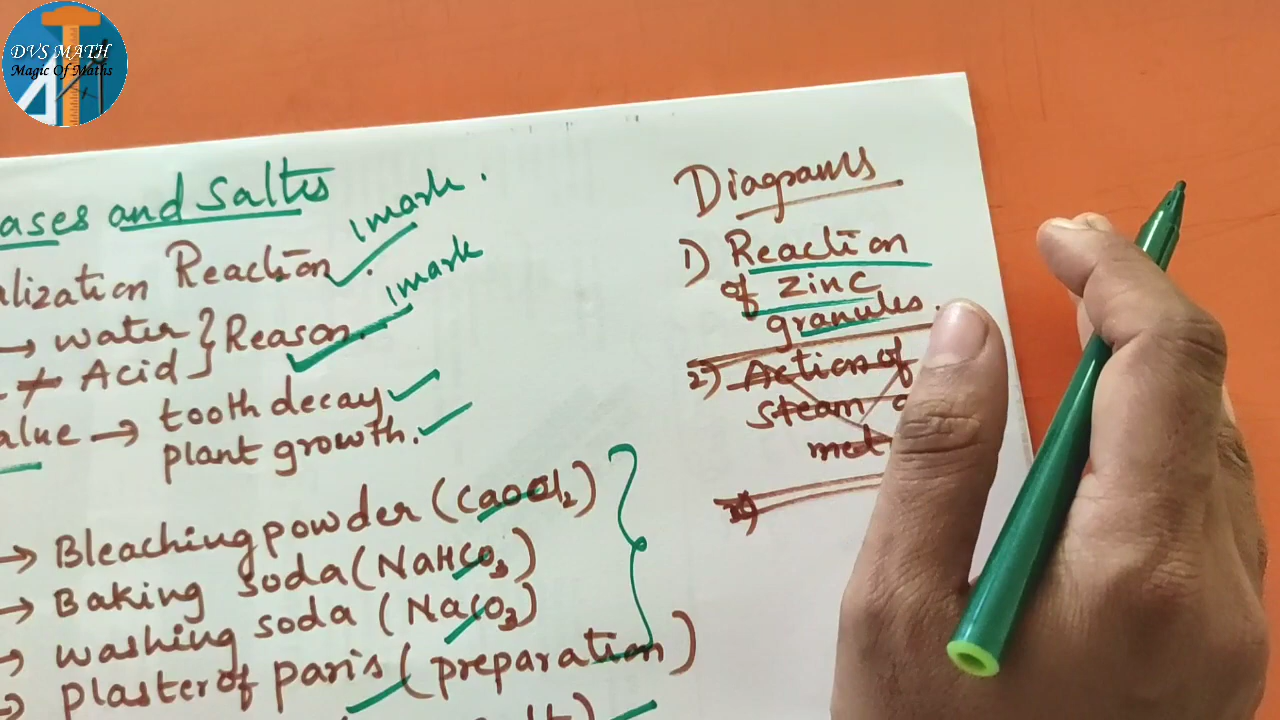 DVS MATH
Magic Of Maths
ases and Salts
alization Reaction 1 mark.
→ water } Reason. 1 mark
≠ Acid
alue → tooth decay
plant growth.
→ Bleaching powder (CaOCl₂)
→ Baking soda (NaHCO₃)
→ washing soda (NaCO₃)
→ plaster of paris (preparation)
Diagrams
1) Reaction
of zinc
granules.
2) Action of
steam
met